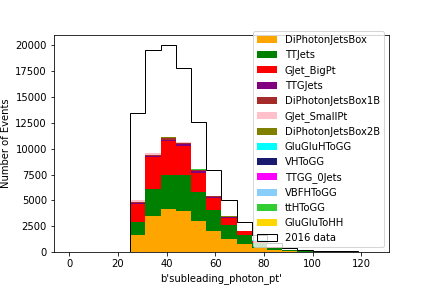 20000
17500
15000
12500
10000
7500
5000
2500
0
Number of Events
0
20
40
60
80
100
120
b'subleading_photon_pt'
DiPhotonJetsBox
TTJets
GJet_BigPt
TTGJets
DiPhotonJetsBox1B
GJet_SmallPt
DiPhotonJetsBox2B
GluGluHToGG
VHToGG
TTGG_0Jets
VBFHToGG
ttHToGG
GluGluToHH
2016 data